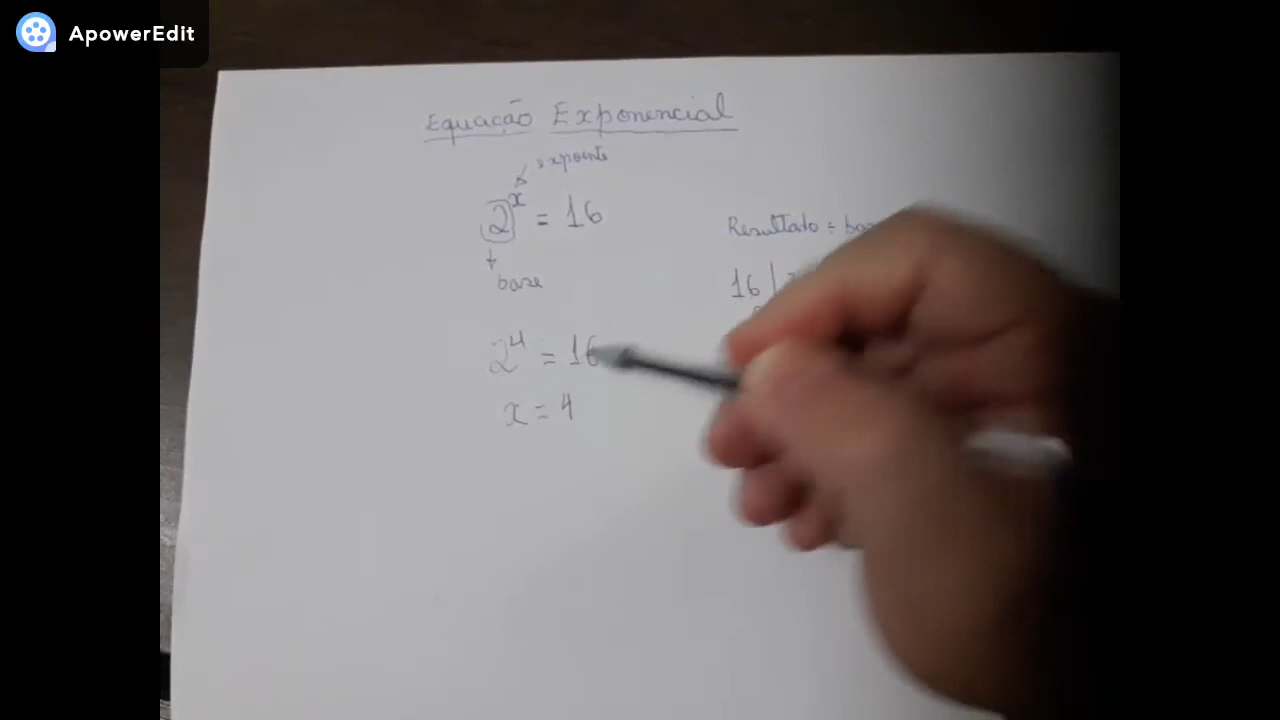 ApowerEdit
Equação Exponencial
expoente
2^x = 16
base
Resultado ÷
16
2^4 = 16
x = 4